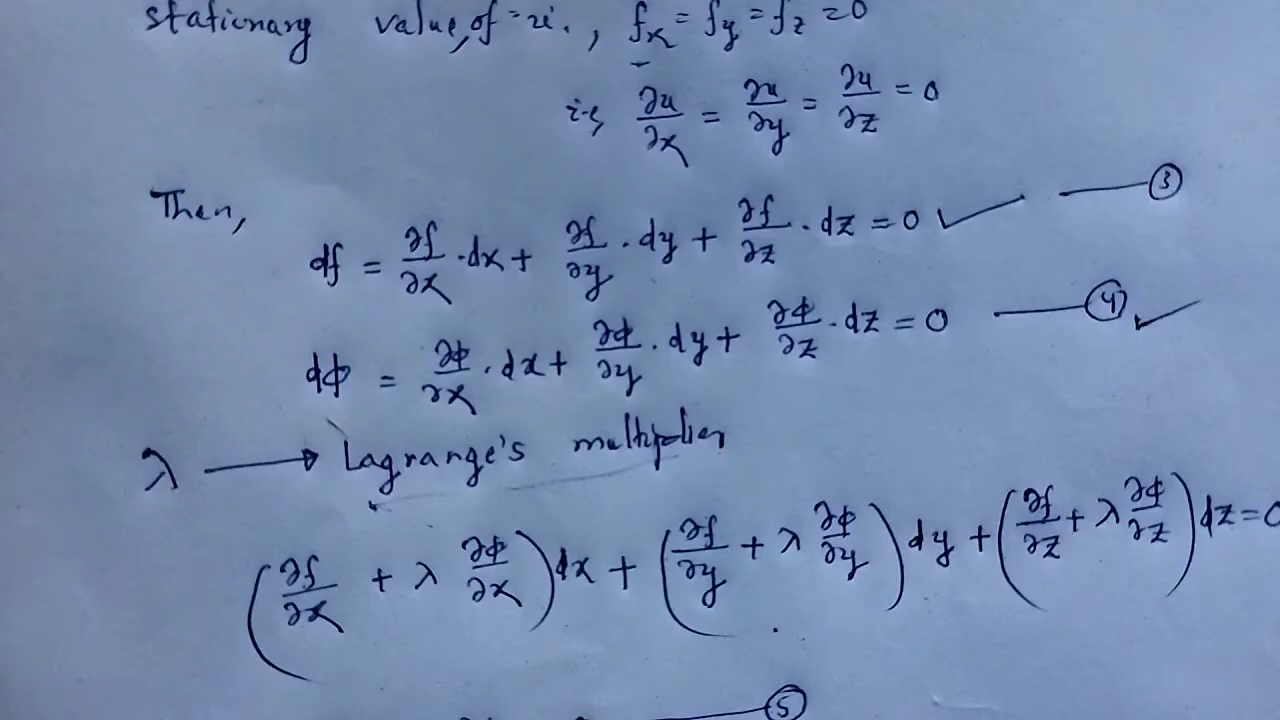 stationary value, of = u. , fx = fy = fz = 0
i.e, ∂u/∂x = ∂u/∂y = ∂u/∂z = 0
Then, ③
df = ∂f/∂x · dx + ∂f/∂y · dy + ∂f/∂z · dz = 0 ✓
dφ = ∂φ/∂x · dx + ∂φ/∂y · dy + ∂φ/∂z · dz = 0 — ④ ✓
λ → Lagrange's multiplier
(∂f/∂x + λ ∂φ/∂x) dx + (∂f/∂y + λ ∂φ/∂y) dy + (∂f/∂z + λ ∂φ/∂z) dz = 0
— ⑤